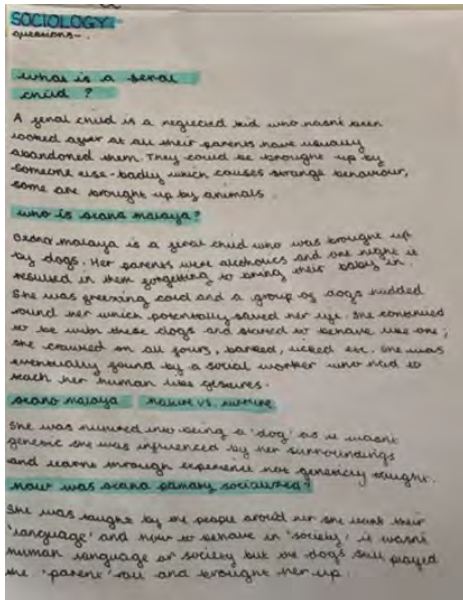 SOCIOLOGY
questions-.
what is a feral
child ?
A feral child is a neglected kid who hasnt been
looked after at all their parents have usually
abandoned them. They could be brought up by
someone else - badly which causes strange behaviour,
some are brought up by animals
who is oxana malaya?
Oxana malaya is a feral child who was brought up
by dogs. Her parents were alcoholics and one night it
resulted in them forgetting to bring their baby in.
She was freezing cold and a group of dogs huddled
round her which potentially saved her life. She continued
to be with these dogs and started to behave like one;
she crawled on all fours, barked, licked etc. She was
eventually found by a social worker who had to
teach her human like gestures.
oxana malaya nature vs. nurture
She was nurtured into being a 'dog' as it wasnt
genetic she was influenced by her surroundings
and learnt through experience not geneticly taught.
How was oxana primary socialised?
She was taught by the people around her she learnt their
'language' and how to behave in 'society' is wasnt
human language or society but the dogs still played
the 'parent' role and brought her up.